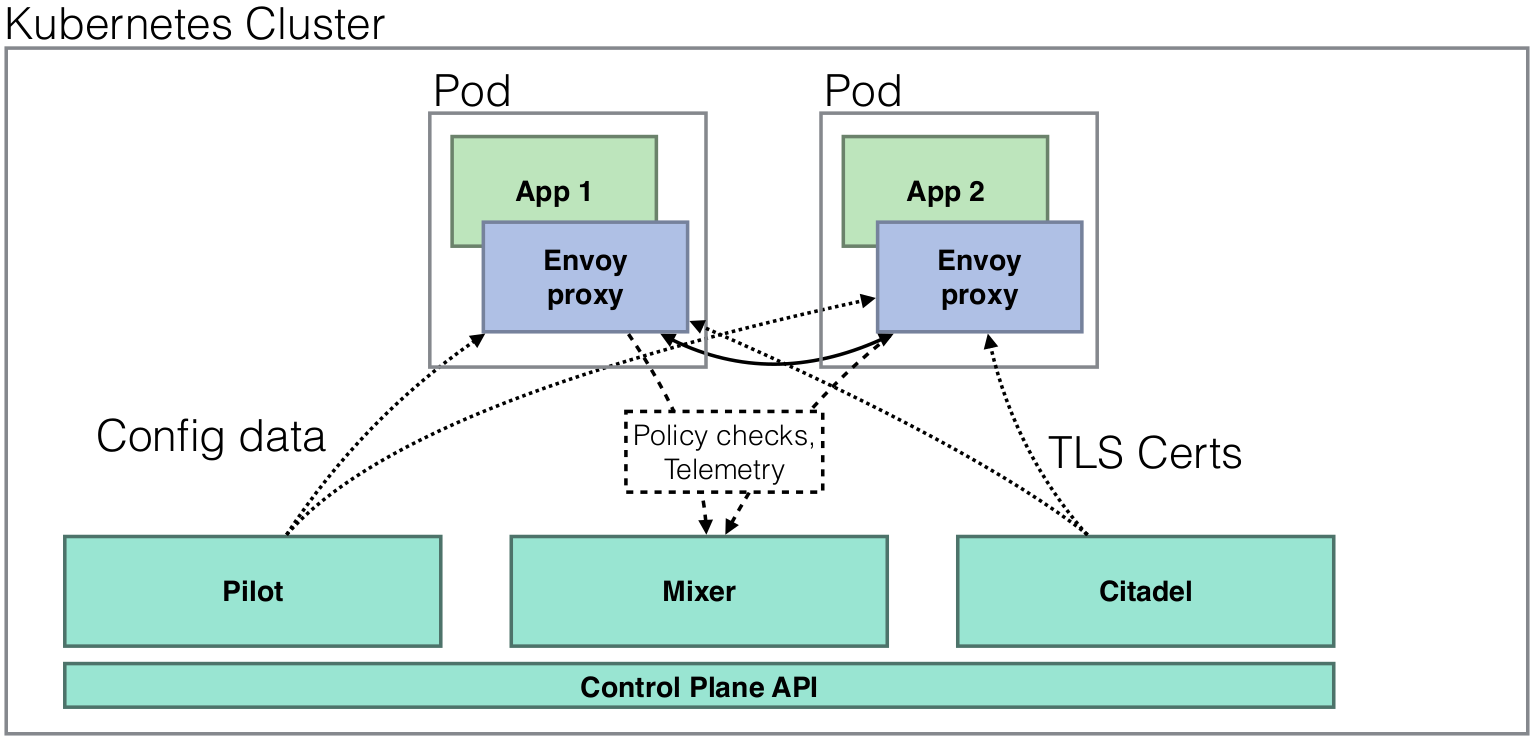 Kubernetes Cluster
Pod
Pod
App 1
App 2
Envoy
proxy
Envoy
proxy
Config data
Policy checks,
Telemetry
TLS Certs
Pilot
Mixer
Citadel
Control Plane API